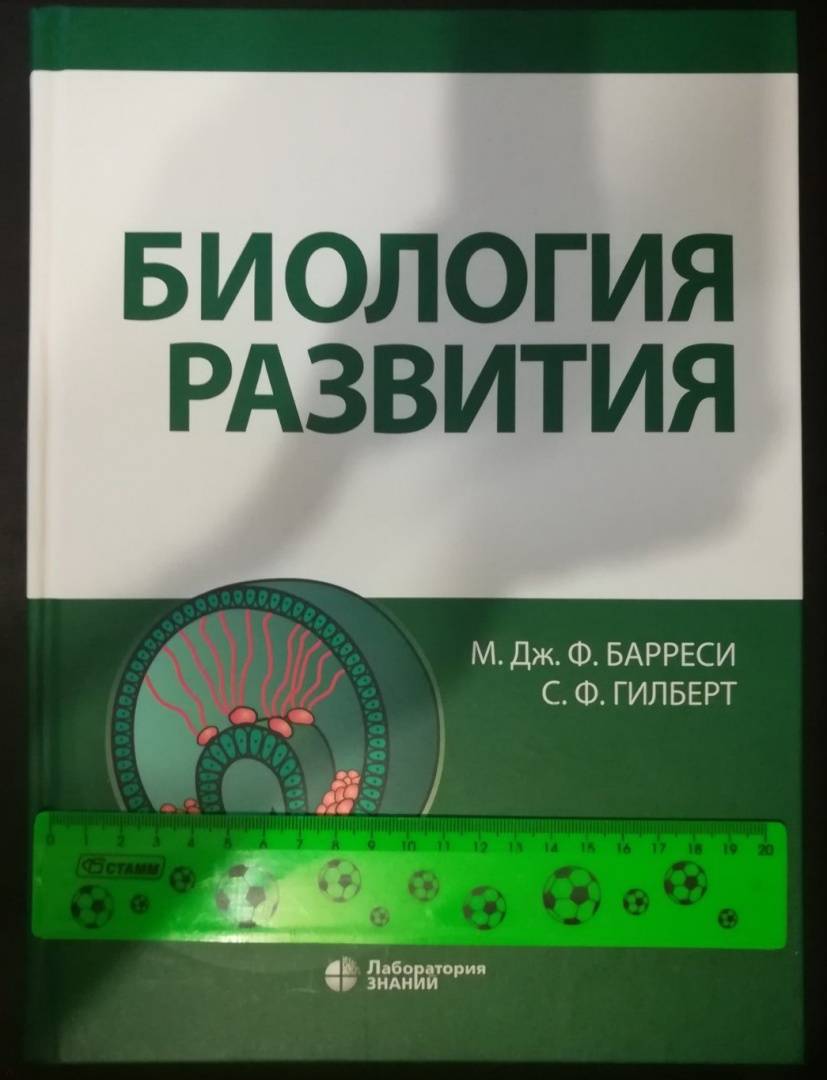 БИОЛОГИЯ
РАЗВИТИЯ
М. Дж. Ф. БАРРЕСИ
С. Ф. ГИЛБЕРТ
0 1 2 3 4 5 6 7 8 9 10 11 12 13 14 15 16 17 18 19 20
СТАММ
Лаборатория
ЗНАНИЙ